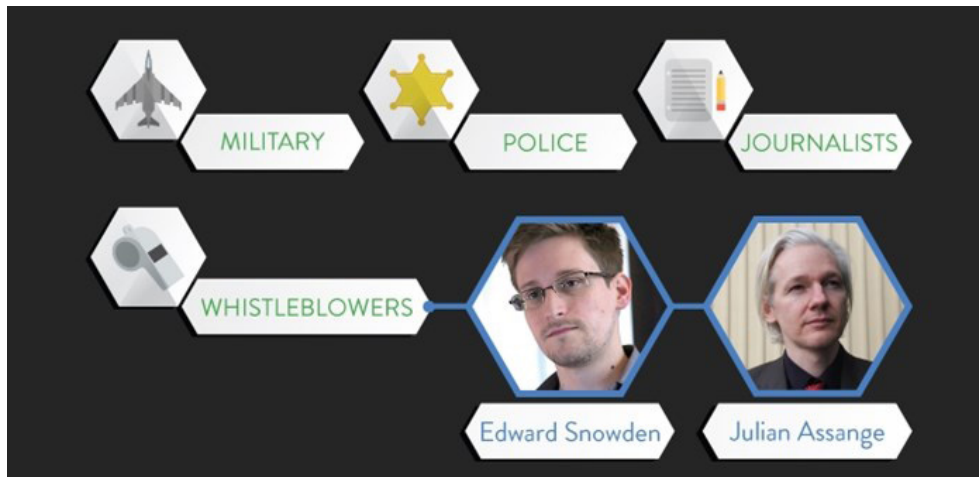 MILITARY
POLICE
JOURNALISTS
WHISTLEBLOWERS
Edward Snowden
Julian Assange